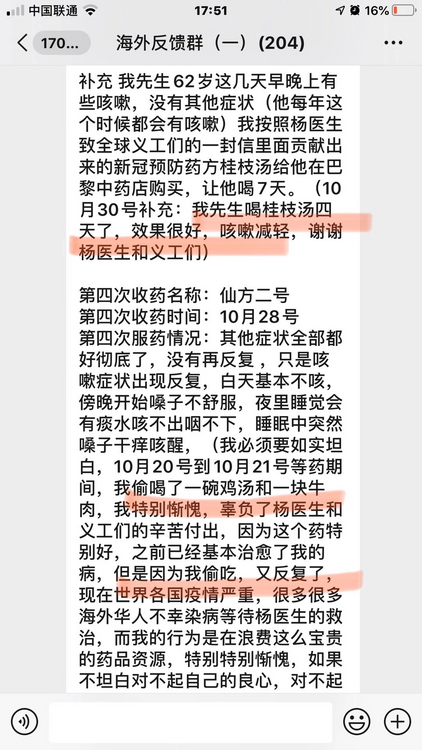 中国联通
17:51
16%
170...
海外反馈群（一）(204)
补充 我先生62岁这几天早晚上有
些咳嗽，没有其他症状（他每年这
个时候都会有咳嗽）我按照杨医生
致全球义工们的一封信里面贡献出
来的新冠预防药方桂枝汤给他在巴
黎中药店购买，让他喝7天。（10
月30号补充：我先生喝桂枝汤四
天了，效果很好，咳嗽减轻，谢谢
杨医生和义工们）
第四次收药名称：仙方二号
第四次收药时间：10月28号
第四次服药情况：其他症状全部都
好彻底了，没有再反复 ，只是咳
嗽症状出现反复，白天基本不咳，
傍晚开始嗓子不舒服，夜里睡觉会
有痰水咳不出咽不下，睡眠中突然
嗓子干痒咳醒，（我必须要如实坦
白，10月20号到10月21号等药期
间，我偷喝了一碗鸡汤和一块牛
肉，我特别惭愧，辜负了杨医生和
义工们的辛苦付出，因为这个药特
别好，之前已经基本治愈了我的
病，但是因为我偷吃，又反复了，
现在世界各国疫情严重，很多很多
海外华人不幸染病等待杨医生的救
治，而我的行为是在浪费这么宝贵
的药品资源，特别特别惭愧，如果
不坦白对不起自己的良心，对不起